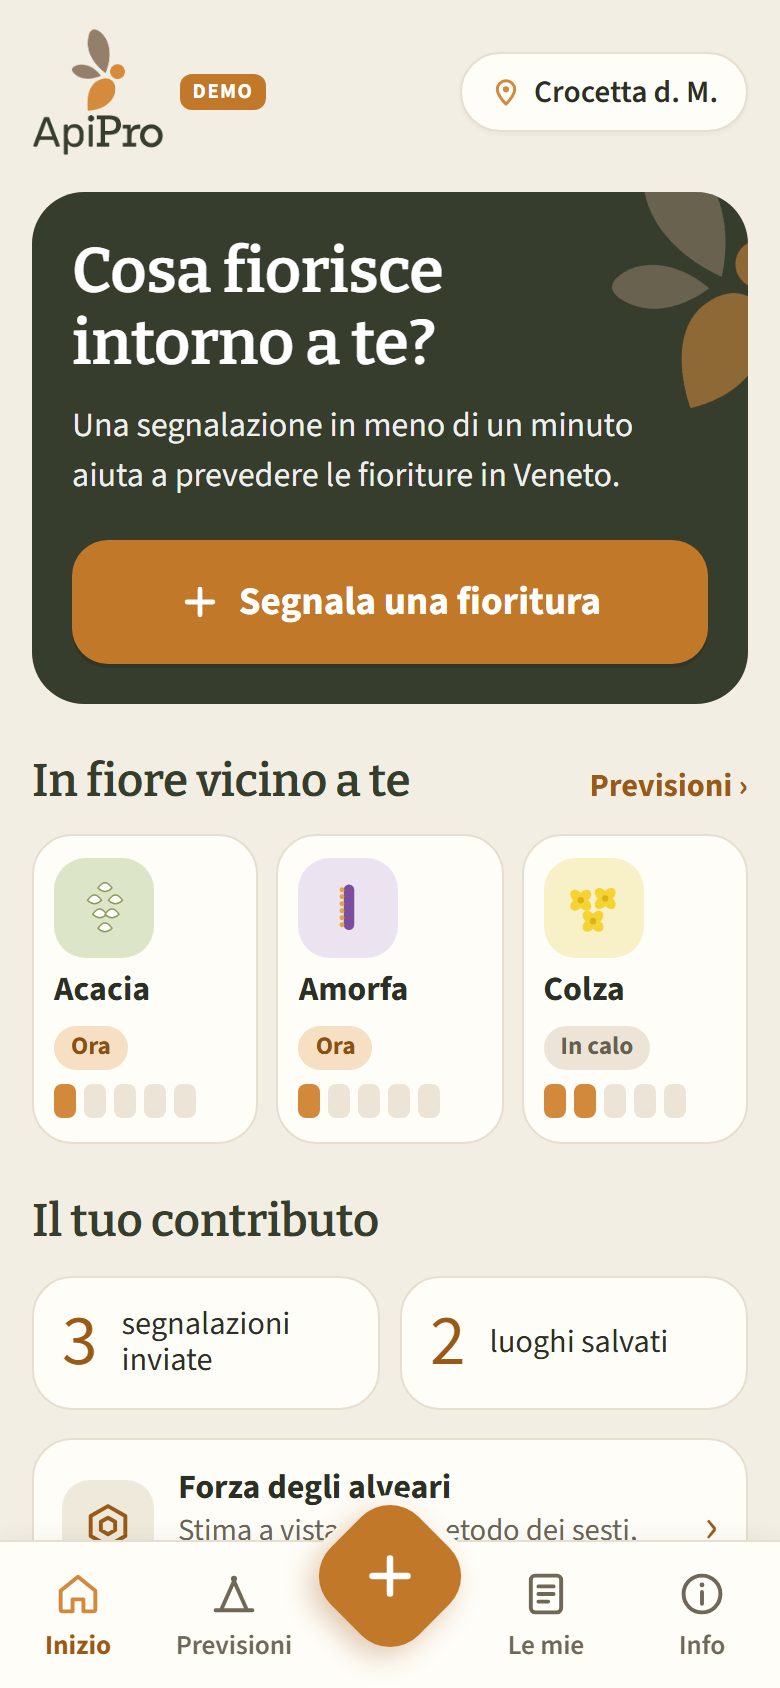 ApiPro
DEMO
Crocetta d. M.
Cosa fiorisce
intorno a te?
Una segnalazione in meno di un minuto
aiuta a prevedere le fioriture in Veneto.
+ Segnala una fioritura
In fiore vicino a te
Previsioni ›
Acacia
Ora
Amorfa
Ora
Colza
In calo
Il tuo contributo
3 segnalazioni
inviate
2 luoghi salvati
Forza degli alveari
Stima a vista etodo dei sesti,
Inizio
Previsioni
Le mie
Info